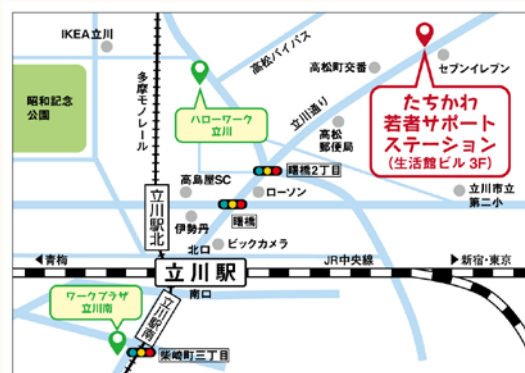 IKEA立川
高松バイパス
高松町交番
セブンイレブン
昭和記念
公園
多摩モノレール
ハローワーク
立川
立川通り
高松
郵便局
たちかわ
若者サポート
ステーション
(生活館ビル 3F)
曙橋2丁目
高島屋SC
ローソン
立川市立
第二小
立川駅北
曙橋
伊勢丹
北口
ビックカメラ
青梅
立川駅
JR中央線
新宿・東京
南口
ワークプラザ
立川南
立川駅南
柴崎町三丁目